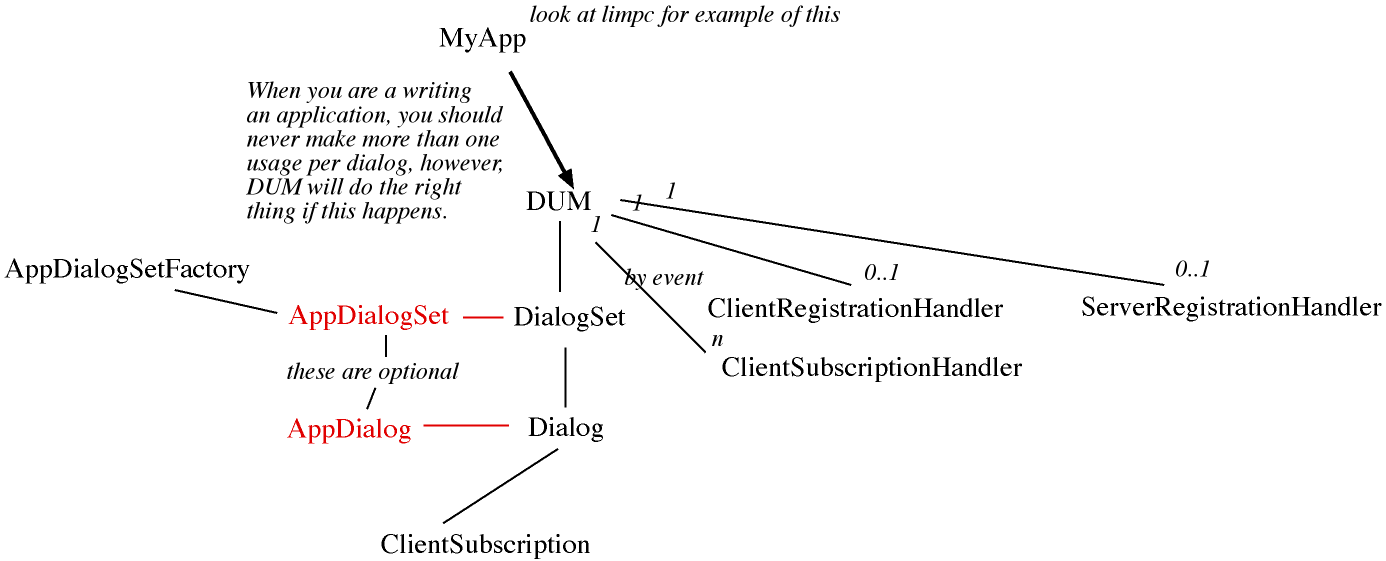 look at limpc for example of this
MyApp
When you are a writing
an application, you should
never make more than one
usage per dialog, however,
DUM will do the right
thing if this happens.
DUM
1
1
1
AppDialogSetFactory
by event
0..1
0..1
AppDialogSet
DialogSet
ClientRegistrationHandler
ServerRegistrationHandler
n
these are optional
ClientSubscriptionHandler
AppDialog
Dialog
ClientSubscription